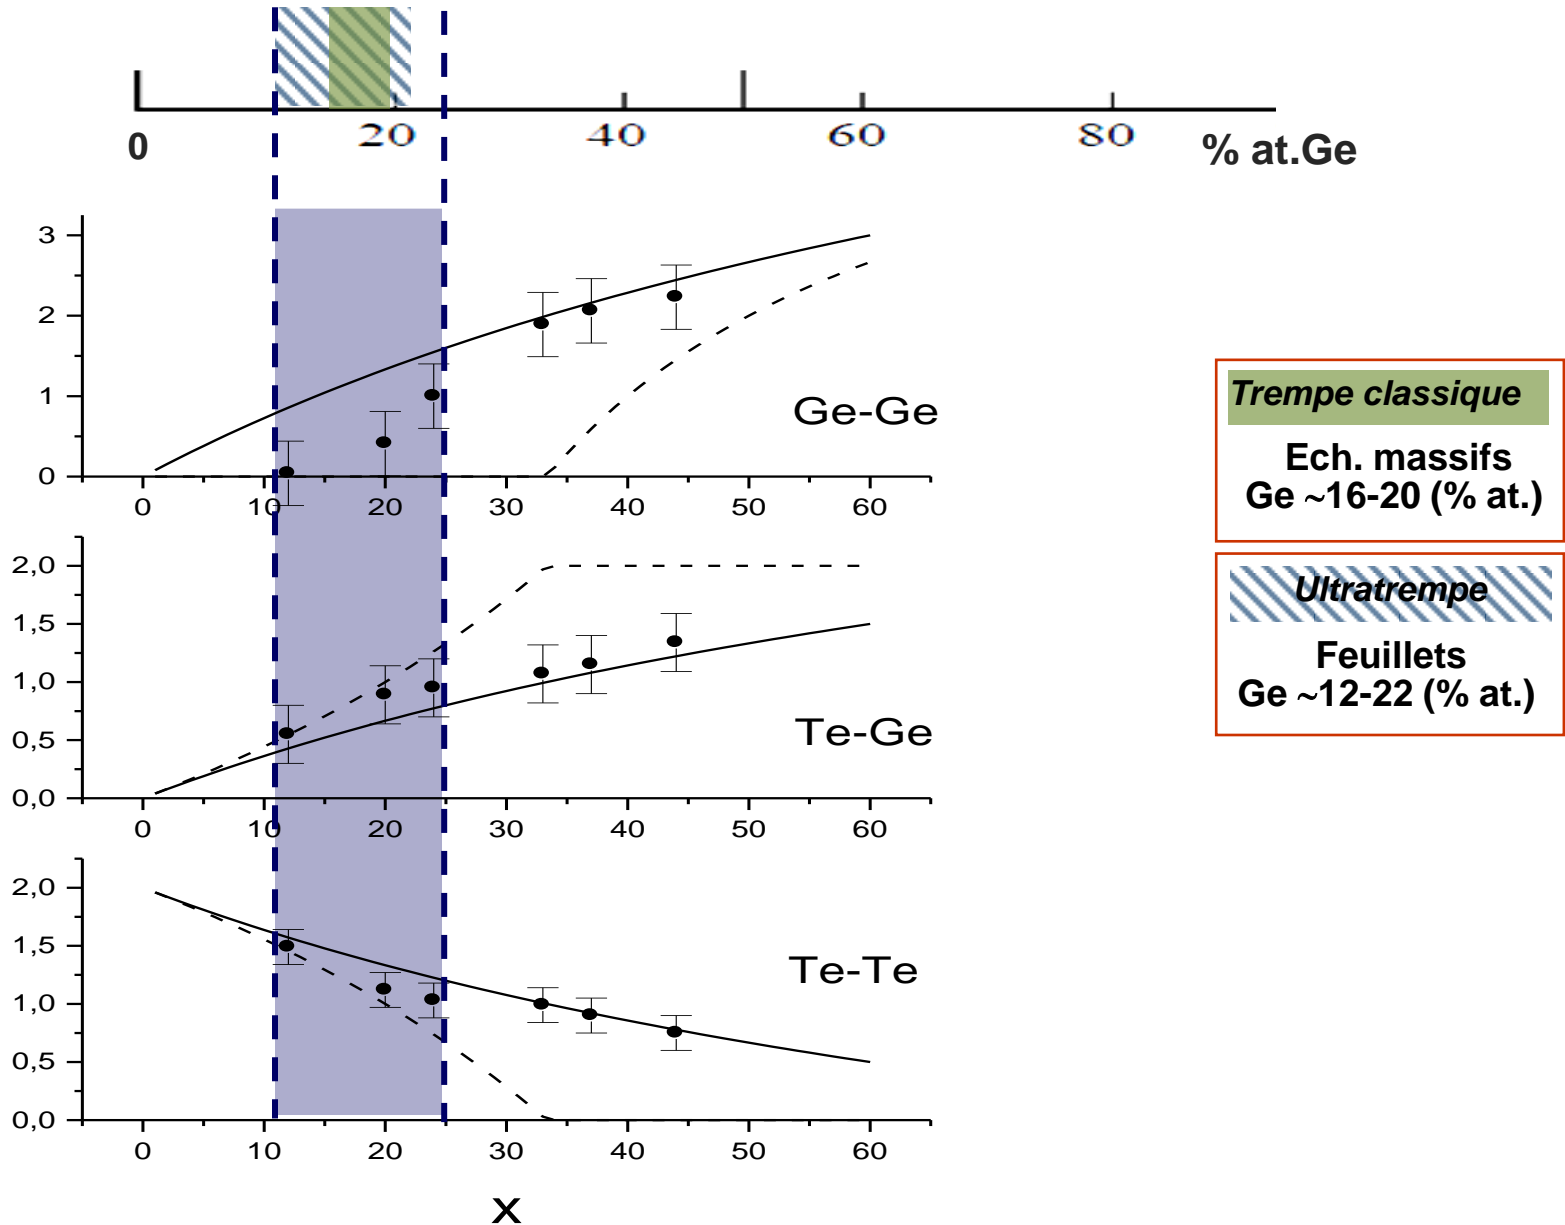 0 20 40 60 80 % at.Ge
3
2
1
0
Ge-Ge
0 10 20 30 40 50 60
2,0
1,5
1,0
0,5
0,0
Te-Ge
0 10 20 30 40 50 60
2,0
1,5
1,0
0,5
0,0
Te-Te
0 10 20 30 40 50 60
x
Trempe classique
Ech. massifs
Ge ~16-20 (% at.)
Ultratrempe
Feuillets
Ge ~12-22 (% at.)